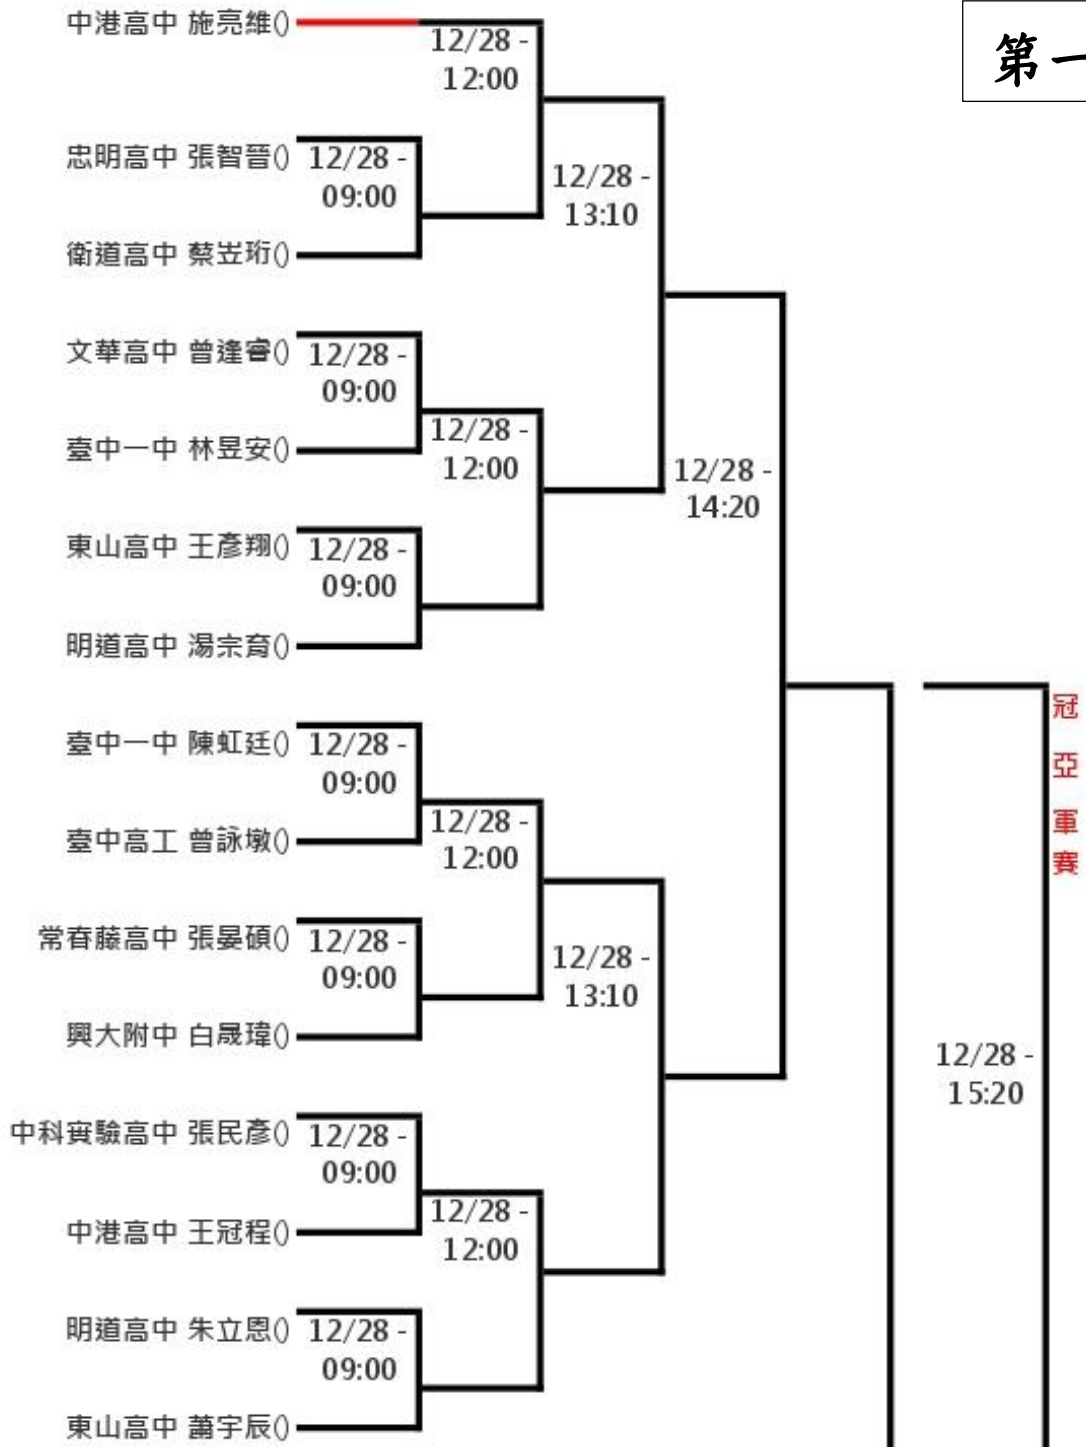 第一
中港高中 施亮維()
12/28 -
12:00
忠明高中 張智晉()
12/28 -
09:00
衛道高中 蔡岦珩()
12/28 -
13:10
文華高中 曾逢睿()
12/28 -
09:00
臺中一中 林昱安()
12/28 -
12:00
12/28 -
14:20
東山高中 王彥翔()
12/28 -
09:00
明道高中 湯宗育()
臺中一中 陳虹廷()
12/28 -
09:00
冠
亞
軍
賽
臺中高工 曾詠墩()
12/28 -
12:00
常春藤高中 張晏碩()
12/28 -
09:00
12/28 -
13:10
興大附中 白晟瑋()
12/28 -
15:20
中科實驗高中 張民彥()
12/28 -
09:00
中港高中 王冠程()
12/28 -
12:00
明道高中 朱立恩()
12/28 -
09:00
東山高中 蕭宇辰()